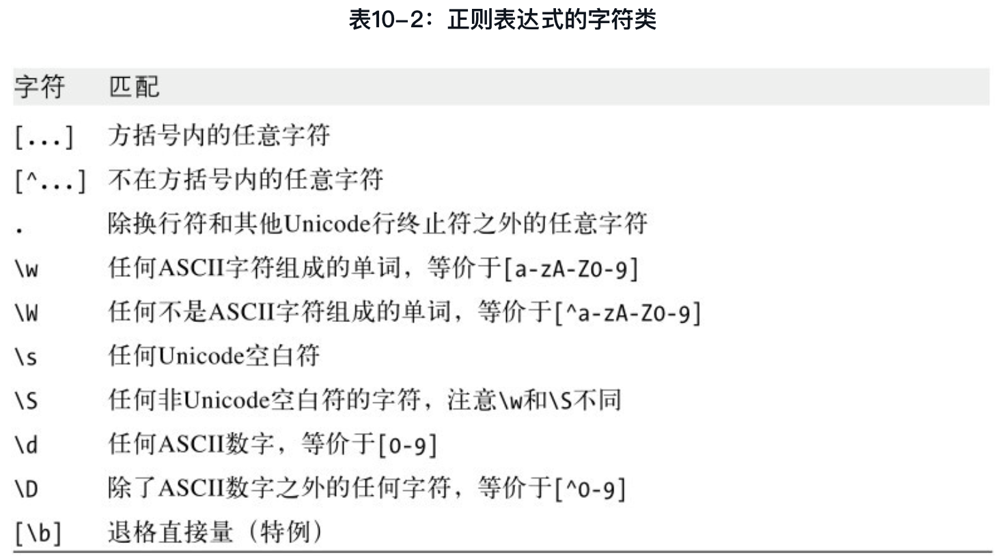 表10-2：正则表达式的字符类
字符 匹配
[...] 方括号内的任意字符
[^...] 不在方括号内的任意字符
. 除换行符和其他Unicode行终止符之外的任意字符
\w 任何ASCII字符组成的单词，等价于[a-zA-Z0-9]
\W 任何不是ASCII字符组成的单词，等价于[^a-zA-Z0-9]
\s 任何Unicode空白符
\S 任何非Unicode空白符的字符，注意\w和\S不同
\d 任何ASCII数字，等价于[0-9]
\D 除了ASCII数字之外的任何字符，等价于[^0-9]
[\b] 退格直接量（特例）